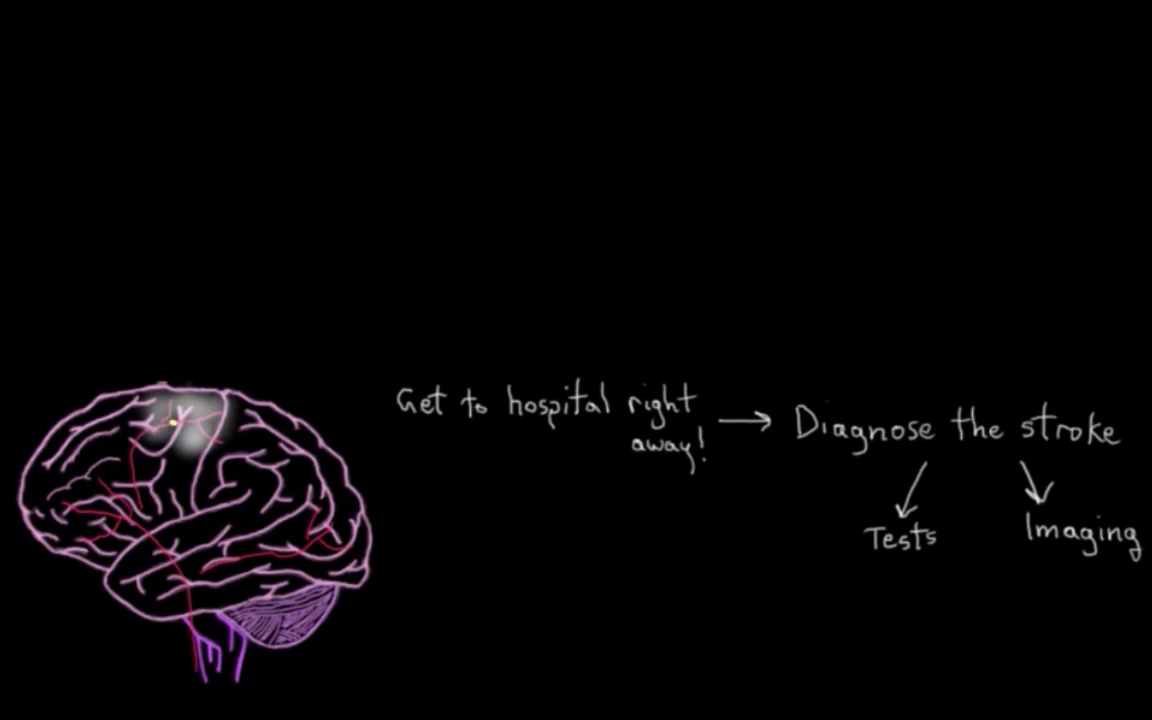 Get to hospital right
away!
Diagnose the stroke
Tests
Imaging